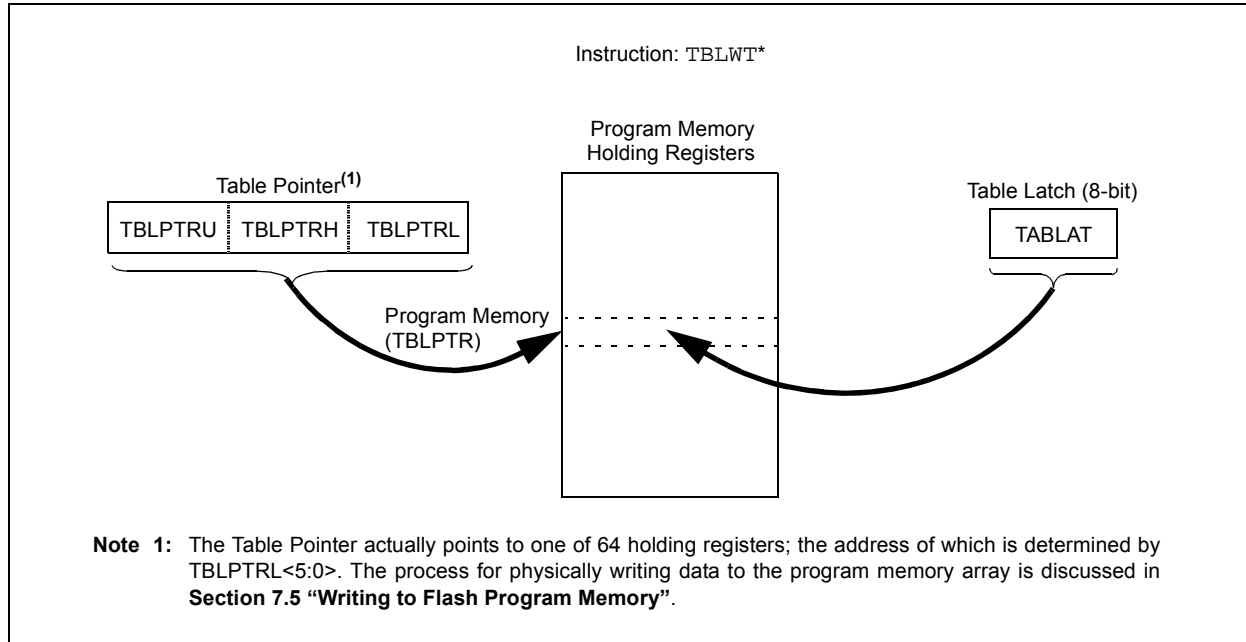 Instruction: TBLWT*
Program Memory
Holding Registers
Table Pointer(1)
Table Latch (8-bit)
TBLPTRU TBLPTRH TBLPTRL
TABLAT
Program Memory
(TBLPTR)
Note 1: The Table Pointer actually points to one of 64 holding registers; the address of which is determined by
TBLPTRL<5:0>. The process for physically writing data to the program memory array is discussed in
Section 7.5 “Writing to Flash Program Memory”.